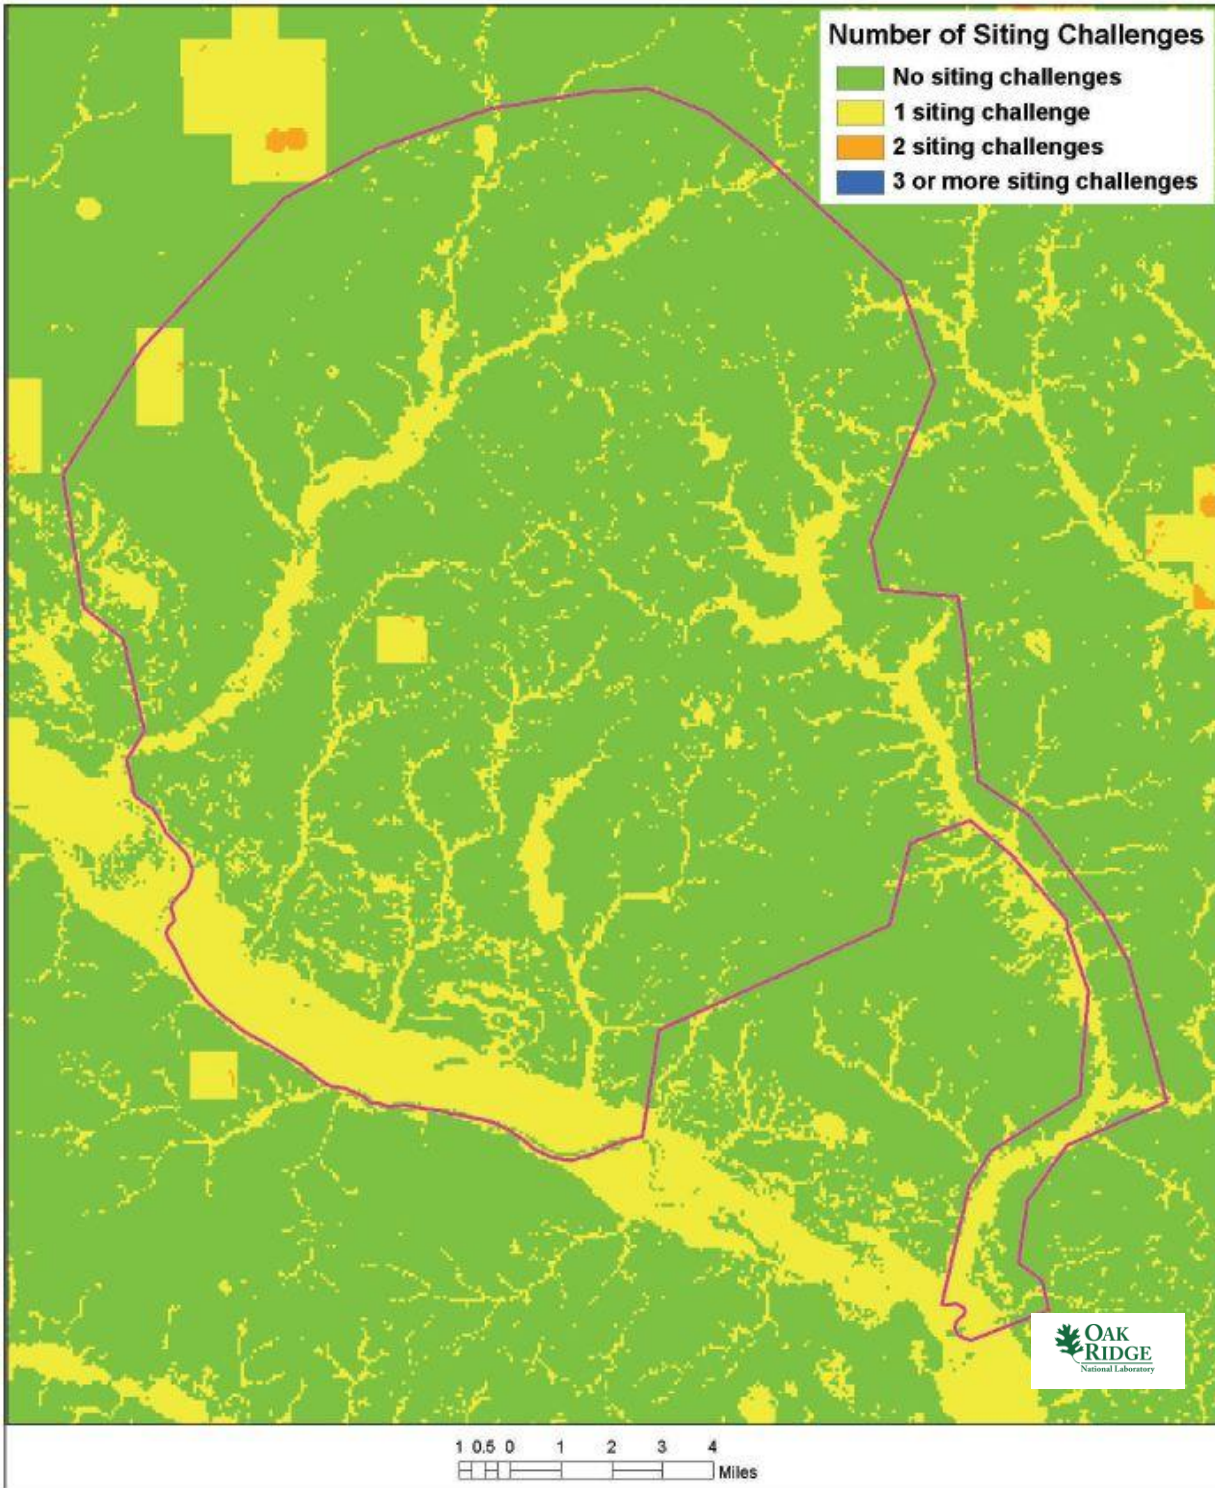 Number of Siting Challenges
No siting challenges
1 siting challenge
2 siting challenges
3 or more siting challenges
OAK
RIDGE
National Laboratory
1 0.5 0 1 2 3 4
Miles